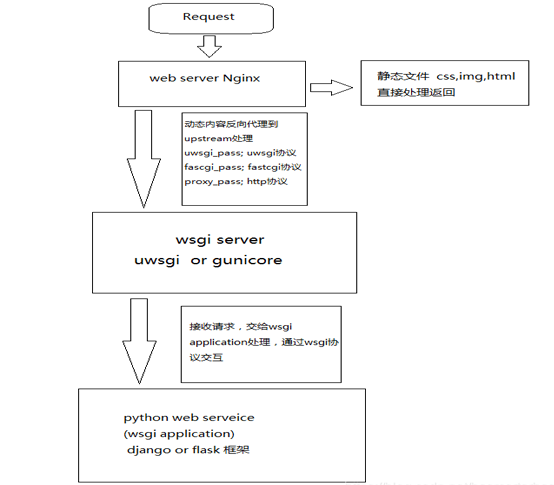 Request
web server Nginx
静态文件 css,img,html
直接处理返回
动态内容反向代理到
upstream处理
uwsgi_pass; uwsgi协议
fascgi_pass; fastcgi协议
proxy_pass; http协议
wsgi server
uwsgi or gunicore
接收请求，交给wsgi
application处理，通过wsgi协
议交互
python web serveice
(wsgi application)
django or flask 框架